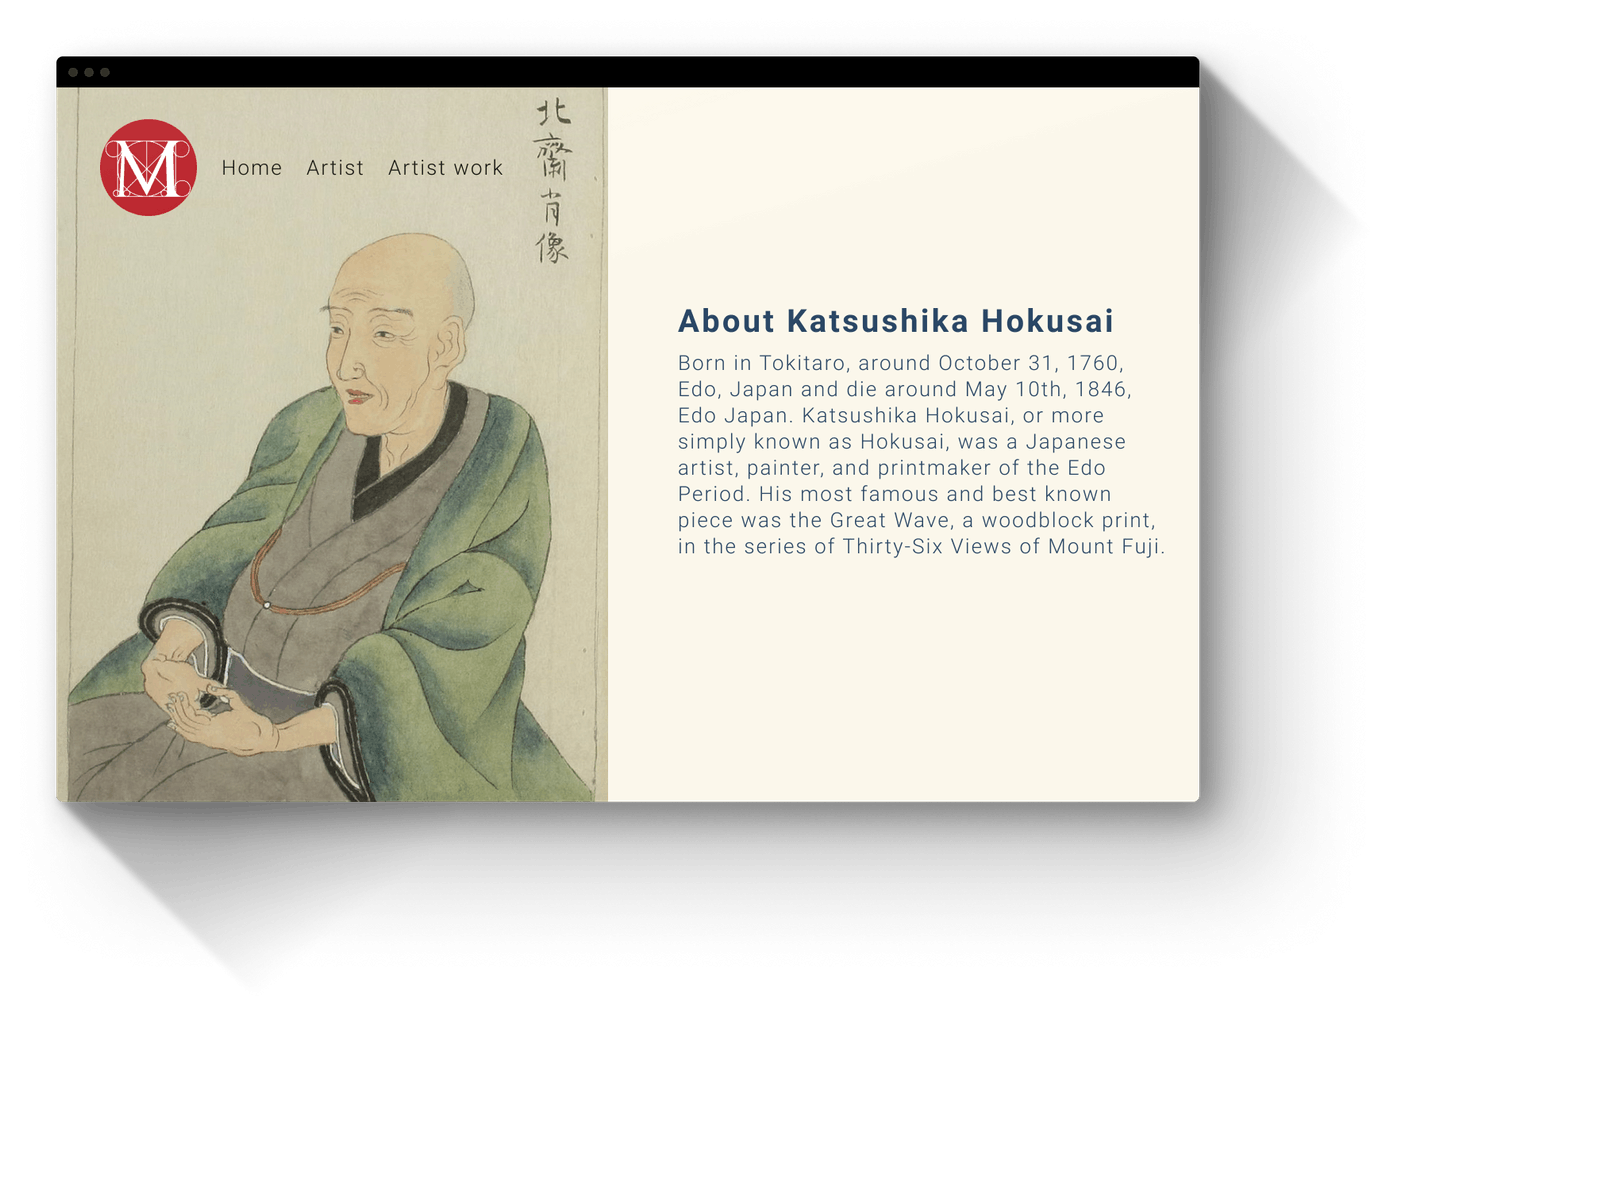 M
Home Artist Artist work
北
齋
肖
像
About Katsushika Hokusai
Born in Tokitaro, around October 31, 1760,
Edo, Japan and die around May 10th, 1846,
Edo Japan. Katsushika Hokusai, or more
simply known as Hokusai, was a Japanese
artist, painter, and printmaker of the Edo
Period. His most famous and best known
piece was the Great Wave, a woodblock print,
in the series of Thirty-Six Views of Mount Fuji.